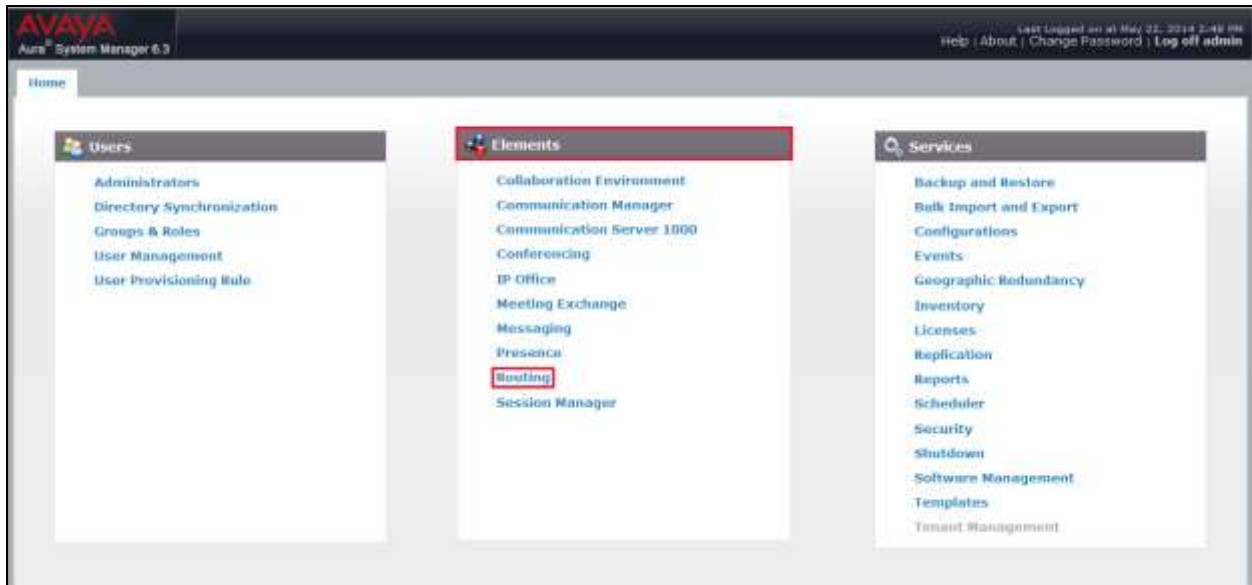 AVAYA
Aura® System Manager 6.3
Last Logged on at May 22, 2014 2:48 PM
Help | About | Change Password | Log off admin
Home
Users
Administrators
Directory Synchronization
Groups & Roles
User Management
User Provisioning Rule
Elements
Collaboration Environment
Communication Manager
Communication Server 1000
Conferencing
IP Office
Meeting Exchange
Messaging
Presence
Routing
Session Manager
Services
Backup and Restore
Bulk Import and Export
Configurations
Events
Geographic Redundancy
Inventory
Licenses
Replication
Reports
Scheduler
Security
Shutdown
Software Management
Templates
Tenant Management